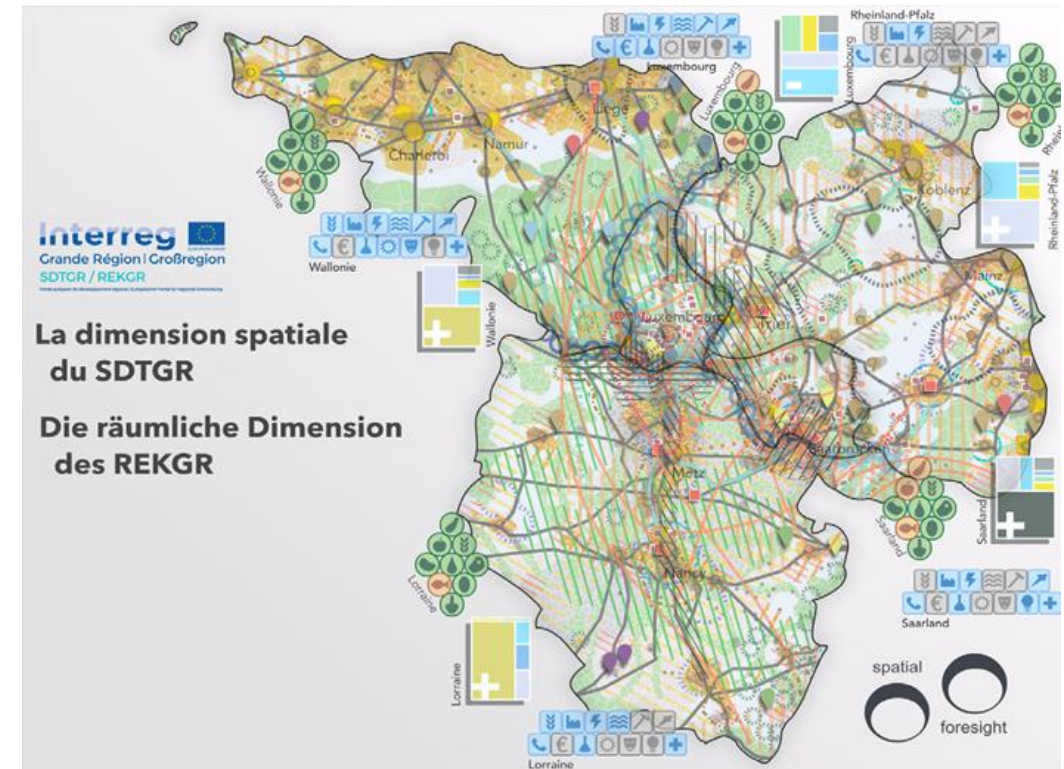 Interreg
Grande Région | Großregion
SDTGR / REKGR
La dimension spatiale
du SDTGR
Die räumliche Dimension
des REKGR
Luxembourg
Rheinland-Pfalz
Luxembourg
Luxembourg
Liège
Charleroi
Namur
Wallonie
Wallonie
Wallonie
Koblenz
Rheinland-Pfalz
Mainz
Luxembourg
Trier
Saarbrücken
Metz
Nancy
Lorraine
Lorraine
Lorraine
Saarland
Saarland
Saarland
spatial
foresight